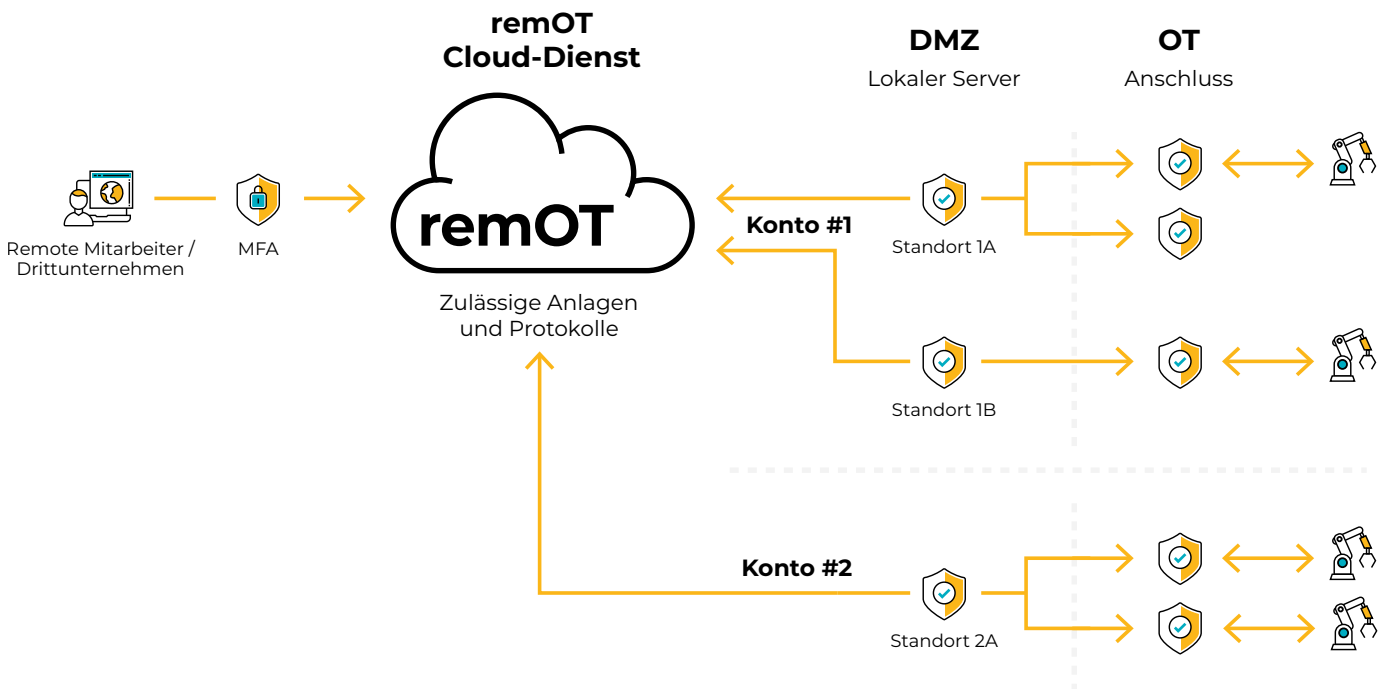 remOT
Cloud-Dienst
DMZ
Lokaler Server
OT
Anschluss
Remote Mitarbeiter /
Drittunternehmen
MFA
remOT
Zulässige Anlagen
und Protokolle
Konto #1
Standort 1A
Standort 1B
Konto #2
Standort 2A